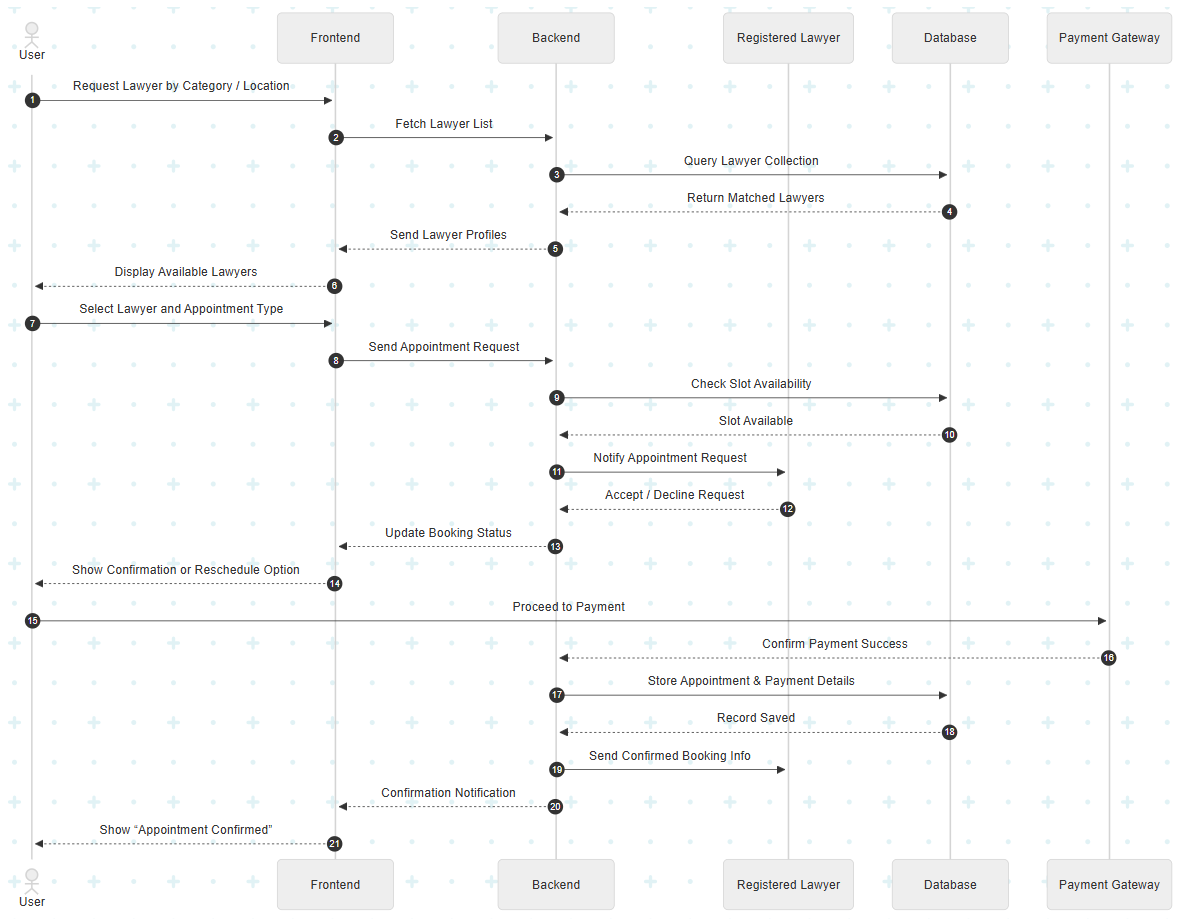 User
Frontend
Backend
Registered Lawyer
Database
Payment Gateway
Request Lawyer by Category / Location
1
Fetch Lawyer List
2
Query Lawyer Collection
3
Return Matched Lawyers
4
Send Lawyer Profiles
5
Display Available Lawyers
6
Select Lawyer and Appointment Type
7
Send Appointment Request
8
Check Slot Availability
9
Slot Available
10
Notify Appointment Request
11
Accept / Decline Request
12
Update Booking Status
13
Show Confirmation or Reschedule Option
14
Proceed to Payment
15
Confirm Payment Success
16
Store Appointment & Payment Details
17
Record Saved
18
Send Confirmed Booking Info
19
Confirmation Notification
20
Show “Appointment Confirmed”
21
User
Frontend
Backend
Registered Lawyer
Database
Payment Gateway